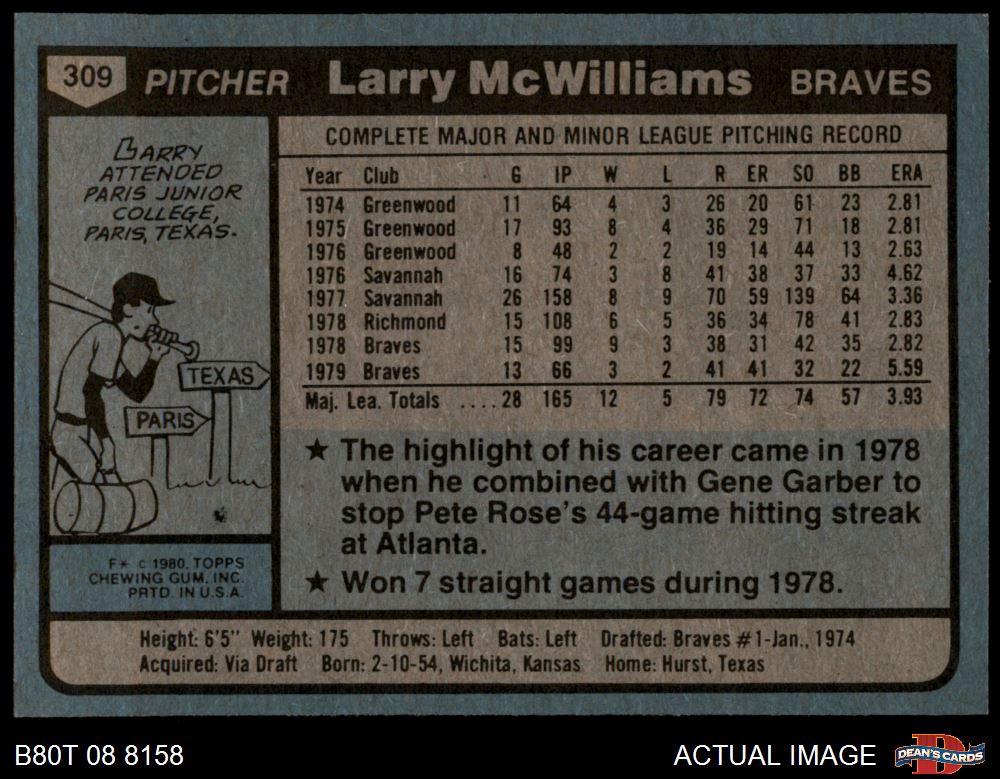 309 PITCHER Larry McWilliams BRAVES
LARRY
ATTENDED
PARIS JUNIOR
COLLEGE,
PARIS, TEXAS.
TEXAS
PARIS
F* © 1980. TOPPS
CHEWING GUM, INC.
PRTD. IN U.S.A.
COMPLETE MAJOR AND MINOR LEAGUE PITCHING RECORD
Year Club G IP W L R ER SO BB ERA
1974 Greenwood 11 64 4 3 26 20 61 23 2.81
1975 Greenwood 17 93 8 4 36 29 71 18 2.81
1976 Greenwood 8 48 2 2 19 14 44 13 2.63
1976 Savannah 16 74 3 8 41 38 37 33 4.62
1977 Savannah 26 158 8 9 70 59 139 64 3.36
1978 Richmond 15 108 6 5 36 34 78 41 2.83
1978 Braves 15 99 9 3 38 31 42 35 2.82
1979 Braves 13 66 3 2 41 41 32 22 5.59
Maj. Lea. Totals ....28 165 12 5 79 72 74 57 3.93
★ The highlight of his career came in 1978
when he combined with Gene Garber to
stop Pete Rose's 44-game hitting streak
at Atlanta.
★ Won 7 straight games during 1978.
Height: 6'5" Weight: 175 Throws: Left Bats: Left Drafted: Braves #1-Jan., 1974
Acquired: Via Draft Born: 2-10-54, Wichita, Kansas Home: Hurst, Texas
B80T 08 8158 ACTUAL IMAGE DEAN'S CARDS